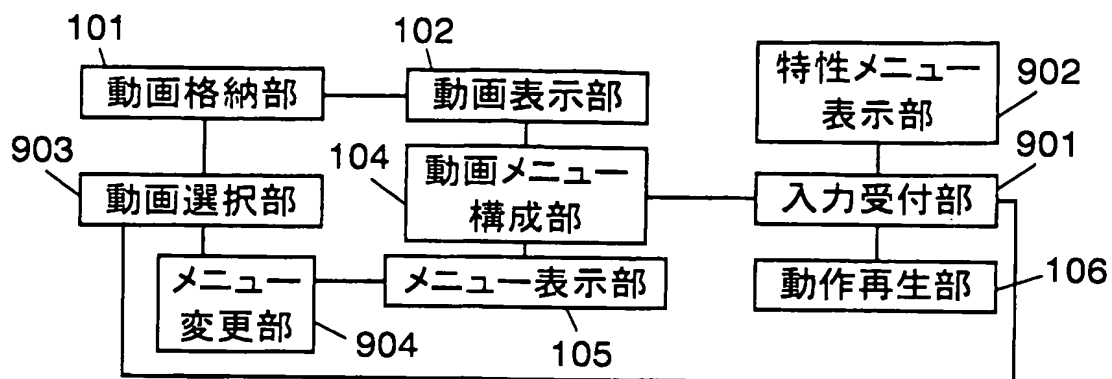 101
102
動画格納部
動画表示部
特性メニュー
表示部
902
903
104
901
動画選択部
動画メニュー
構成部
入力受付部
メニュー
変更部
904
メニュー表示部
105
動作再生部
106